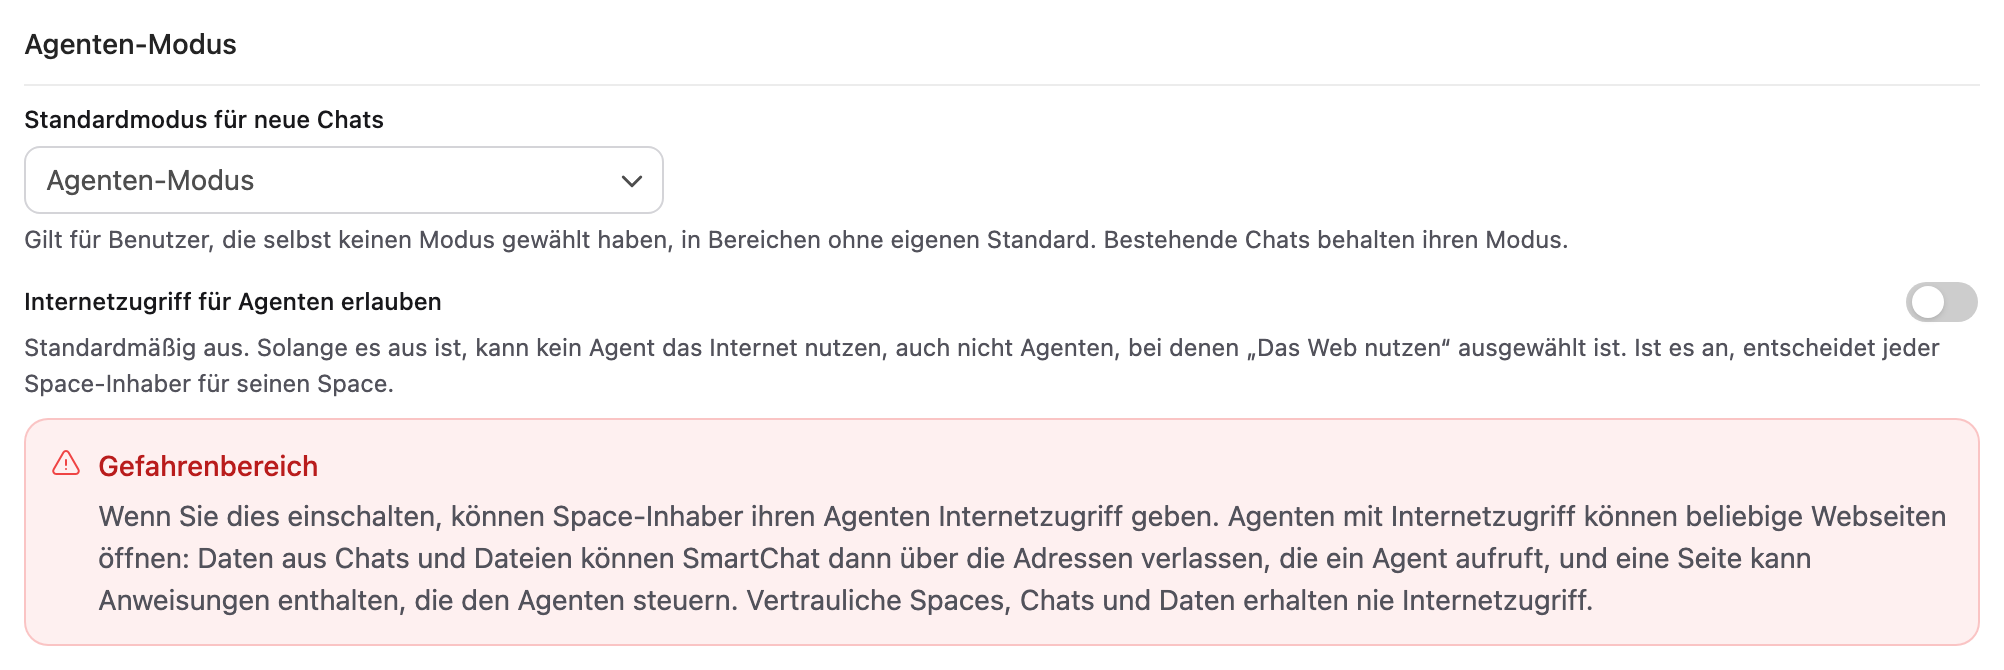 Agenten-Modus
Standardmodus für neue Chats
Agenten-Modus
Gilt für Benutzer, die selbst keinen Modus gewählt haben, in Bereichen ohne eigenen Standard. Bestehende Chats behalten ihren Modus.
Internetzugriff für Agenten erlauben
Standardmäßig aus. Solange es aus ist, kann kein Agent das Internet nutzen, auch nicht Agenten, bei denen „Das Web nutzen“ ausgewählt ist. Ist es an, entscheidet jeder
Space-Inhaber für seinen Space.
Gefahrenbereich
Wenn Sie dies einschalten, können Space-Inhaber ihren Agenten Internetzugriff geben. Agenten mit Internetzugriff können beliebige Webseiten
öffnen: Daten aus Chats und Dateien können SmartChat dann über die Adressen verlassen, die ein Agent aufruft, und eine Seite kann
Anweisungen enthalten, die den Agenten steuern. Vertrauliche Spaces, Chats und Daten erhalten nie Internetzugriff.